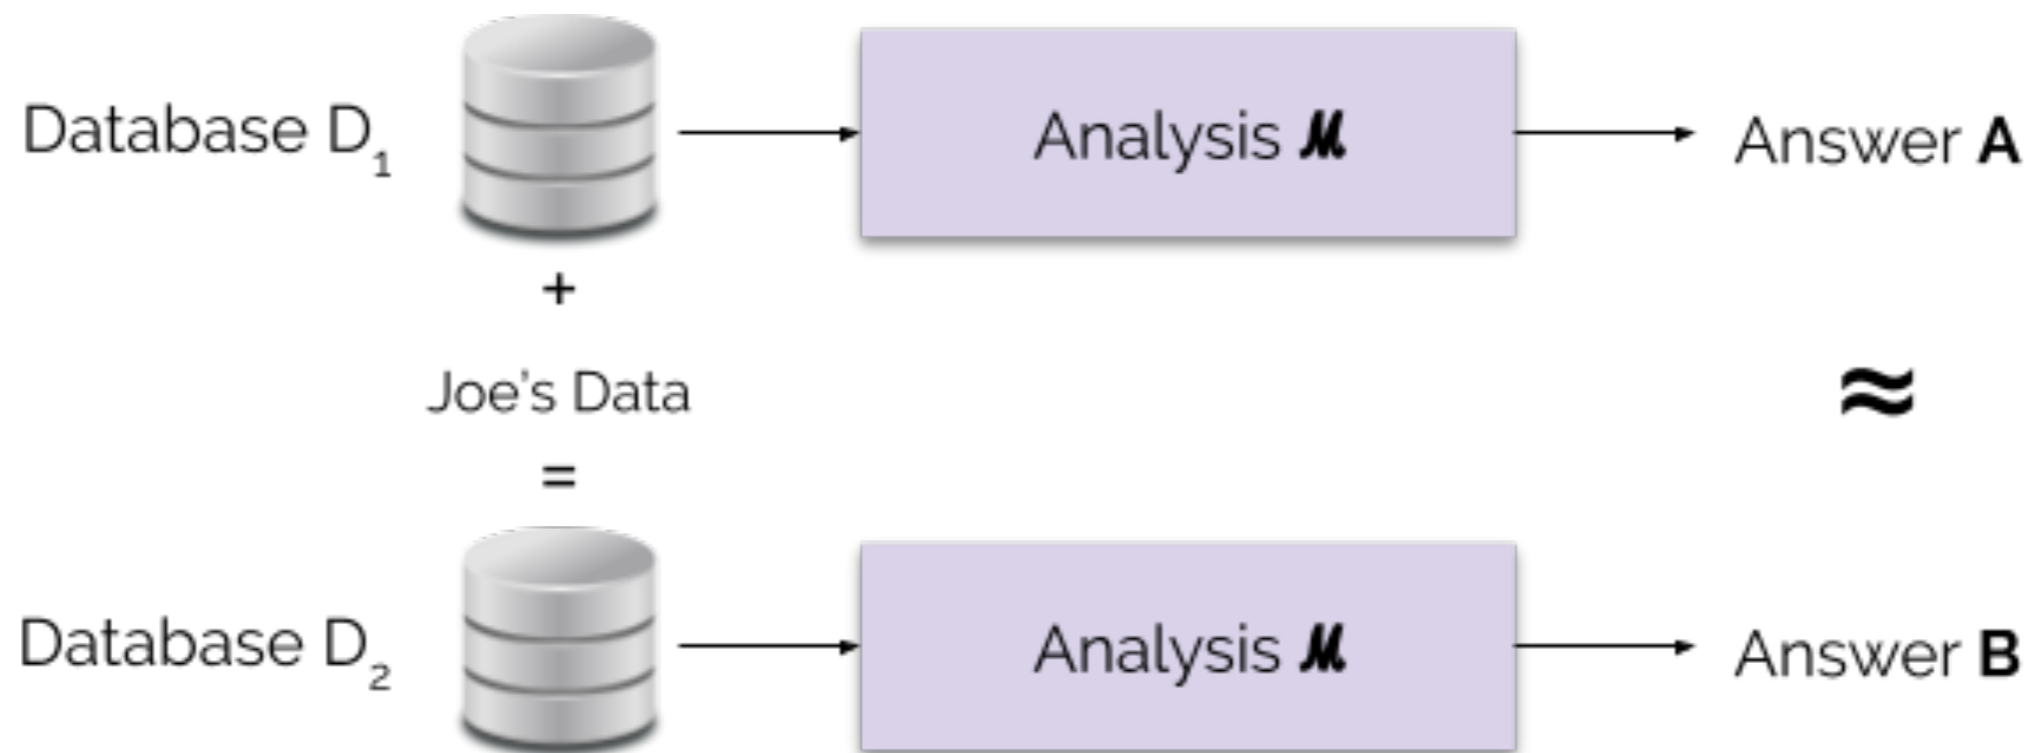 Database D₁ Analysis 𝓜 Answer A
+
Joe's Data ≈
=
Database D₂ Analysis 𝓜 Answer B